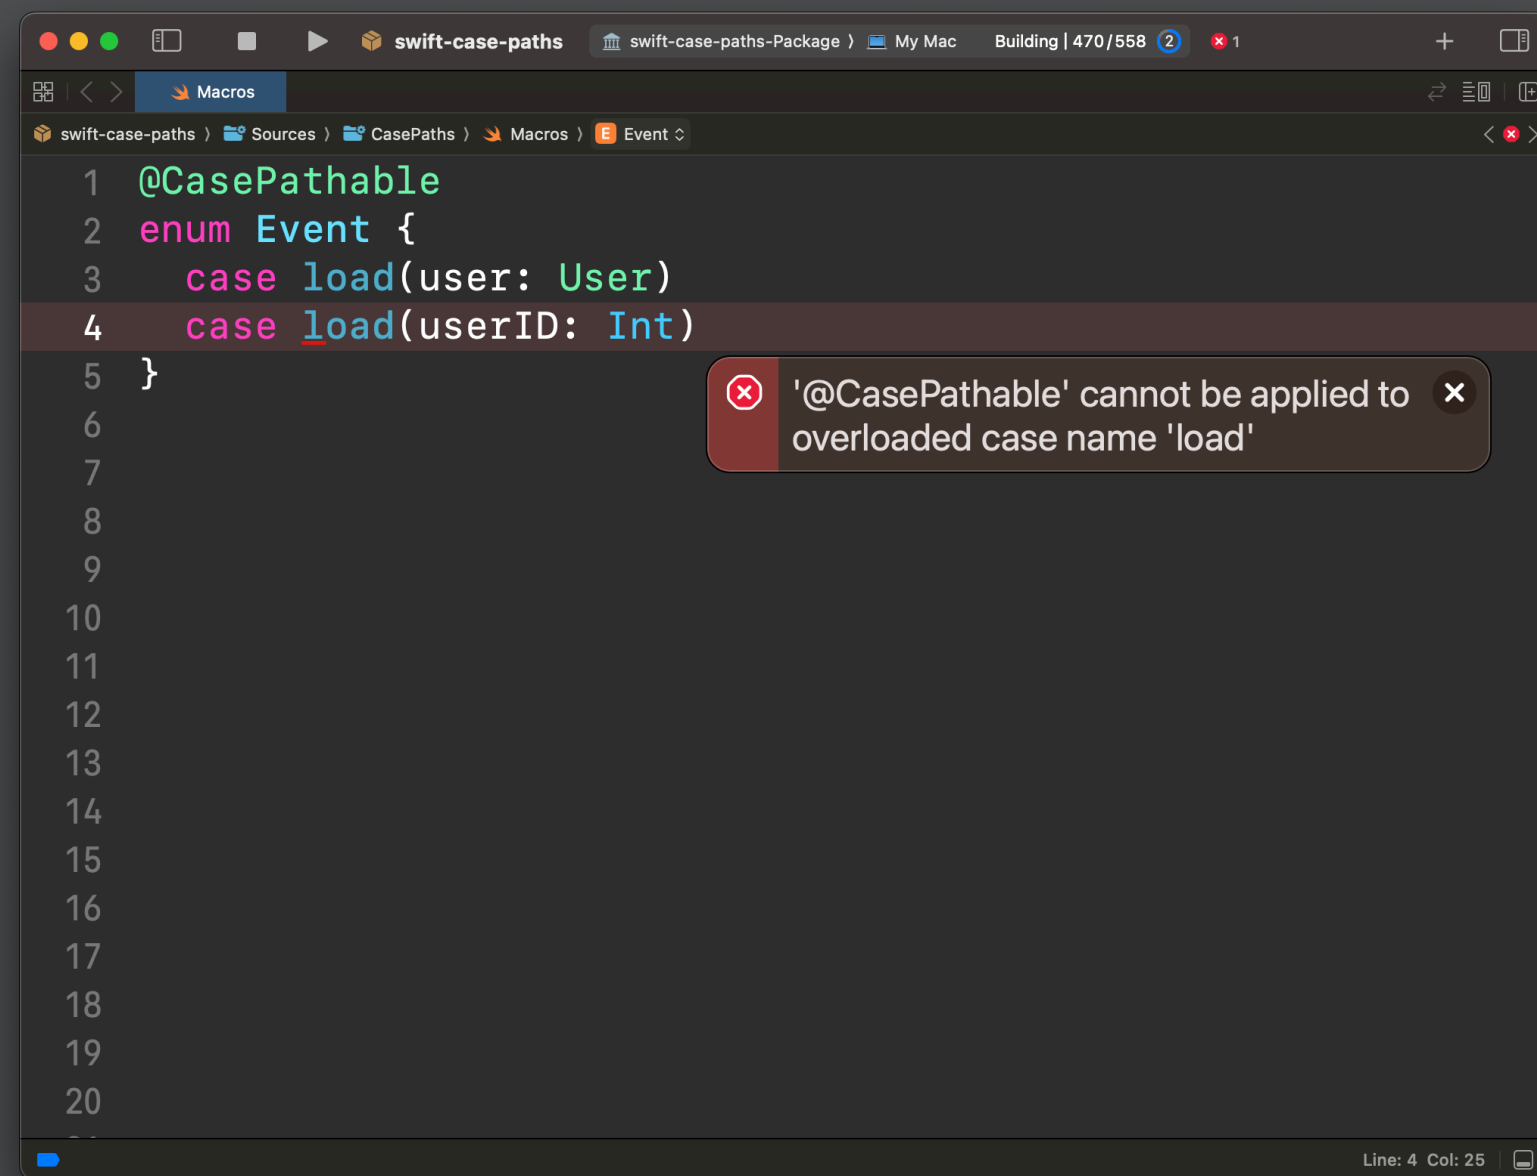 swift-case-paths
swift-case-paths-Package 〉 My Mac Building | 470/558 2 1
Macros
swift-case-paths 〉 Sources 〉 CasePaths 〉 Macros 〉 E Event
1 @CasePathable
2 enum Event {
3 case load(user: User)
4 case load(userID: Int)
5 }
'@CasePathable' cannot be applied to
overloaded case name 'load'
6
7
8
9
10
11
12
13
14
15
16
17
18
19
20
Line: 4 Col: 25